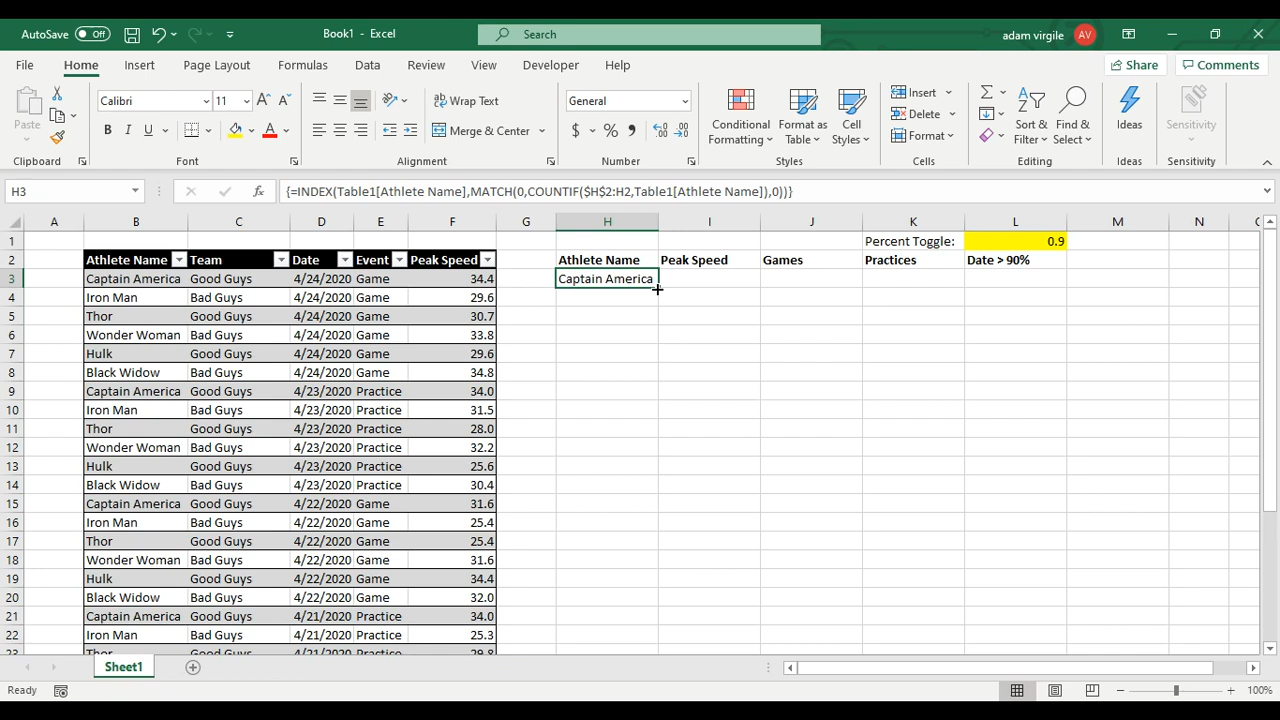 AutoSave Off Book1 - Excel Search adam virgile AV
File Home Insert Page Layout Formulas Data Review View Developer Help Share Comments
Paste Calibri 11 A A Wrap Text General Conditional Formatting Format as Table Cell Styles Insert Delete Format Sort & Filter Find & Select Ideas Sensitivity
B I U A Merge & Center $ % 9
Clipboard Font Alignment Number Styles Cells Editing Ideas Sensitivity
H3 fx {=INDEX(Table1[Athlete Name],MATCH(0,COUNTIF($H$2:H2,Table1[Athlete Name]),0))}
A B C D E F G H I J K L M N
1 Percent Toggle: 0.9
2 Athlete Name Team Date Event Peak Speed Athlete Name Peak Speed Games Practices Date > 90%
3 Captain America Good Guys 4/24/2020 Game 34.4 Captain America
4 Iron Man Bad Guys 4/24/2020 Game 29.6
5 Thor Good Guys 4/24/2020 Game 30.7
6 Wonder Woman Bad Guys 4/24/2020 Game 33.8
7 Hulk Good Guys 4/24/2020 Game 29.6
8 Black Widow Bad Guys 4/24/2020 Game 34.8
9 Captain America Good Guys 4/23/2020 Practice 34.0
10 Iron Man Bad Guys 4/23/2020 Practice 31.5
11 Thor Good Guys 4/23/2020 Practice 28.0
12 Wonder Woman Bad Guys 4/23/2020 Practice 32.2
13 Hulk Good Guys 4/23/2020 Practice 25.6
14 Black Widow Bad Guys 4/23/2020 Practice 30.4
15 Captain America Good Guys 4/22/2020 Game 31.6
16 Iron Man Bad Guys 4/22/2020 Game 25.4
17 Thor Good Guys 4/22/2020 Game 25.4
18 Wonder Woman Bad Guys 4/22/2020 Game 31.6
19 Hulk Good Guys 4/22/2020 Game 34.4
20 Black Widow Bad Guys 4/22/2020 Game 32.0
21 Captain America Good Guys 4/21/2020 Practice 34.0
22 Iron Man Bad Guys 4/21/2020 Practice 25.3
23 Thor Good Guys 4/21/2020 Practice 29.8
Sheet1
Ready 100%